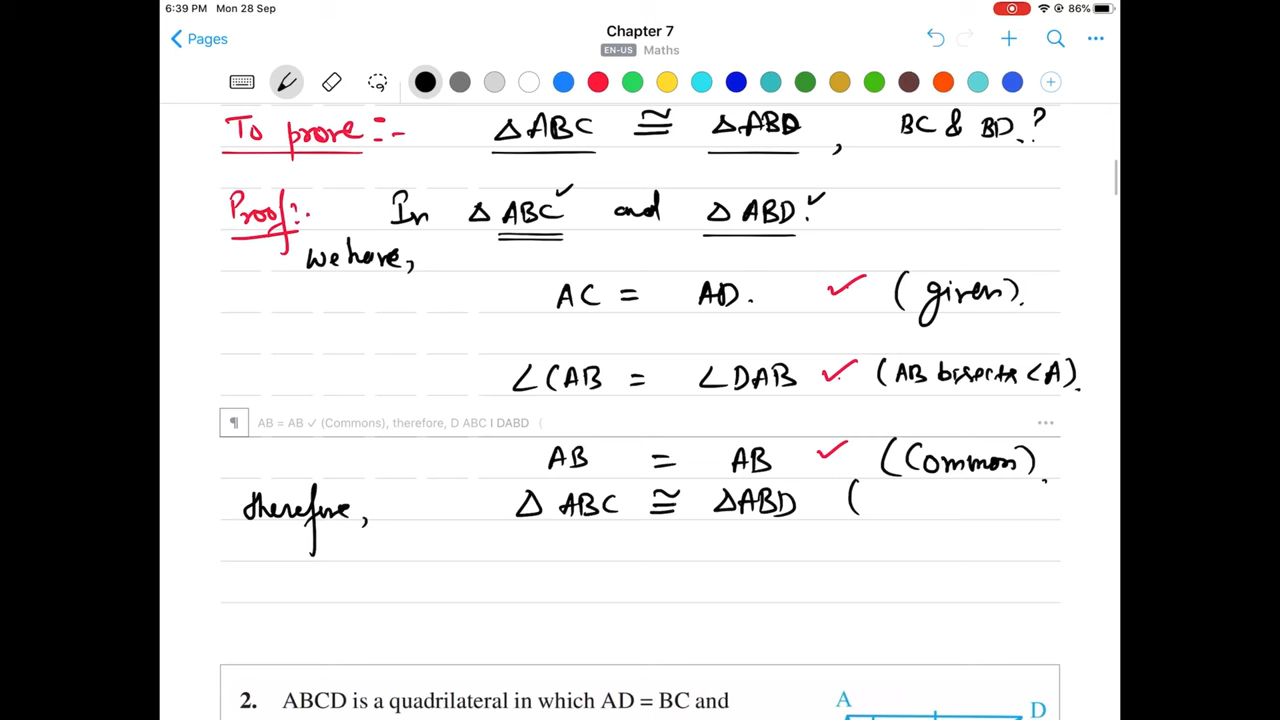 6:39 PM Mon 28 Sep
86%
Pages
Chapter 7
EN-US Maths
To prove :- △ABC ≅ △ABD, BC & BD.?
Proof:. In △ABC ✓ and △ABD. ✓
we have,
AC = AD. ✓ (given).
∠CAB = ∠DAB ✓ (AB bisects <A).
¶ AB = AB ✓ (Commons), therefore, D ABC I DABD (
AB = AB ✓ (Common).
therefore, △ ABC ≅ △ABD (
2. ABCD is a quadrilateral in which AD = BC and
A
D